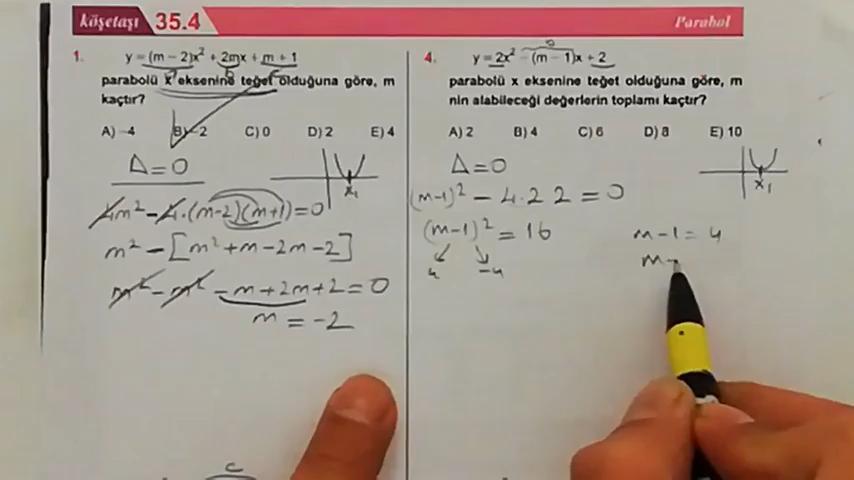 köşetaşı 35.4
Parabol
1.
y = (m – 2)x² + 2mx + m + 1
parabolü x eksenine teğet olduğuna göre, m
kaçtır?
A) –4 B) –2 C) 0 D) 2 E) 4
Δ = 0
x₁
4m² – 4.(m–2)(m+1) = 0
m² – [m² + m – 2m – 2]
m² – m² – m + 2m + 2 = 0
m = –2
c
4.
y = 2x² – (m – 1)x + 2
parabolü x eksenine teğet olduğuna göre, m
nin alabileceği değerlerin toplamı kaçtır?
A) 2 B) 4 C) 6 D) 8 E) 10
Δ = 0
x₁
(m–1)² – 4.2 2 = 0
(m–1)² = 16
4 –4
m–1 = 4
m–